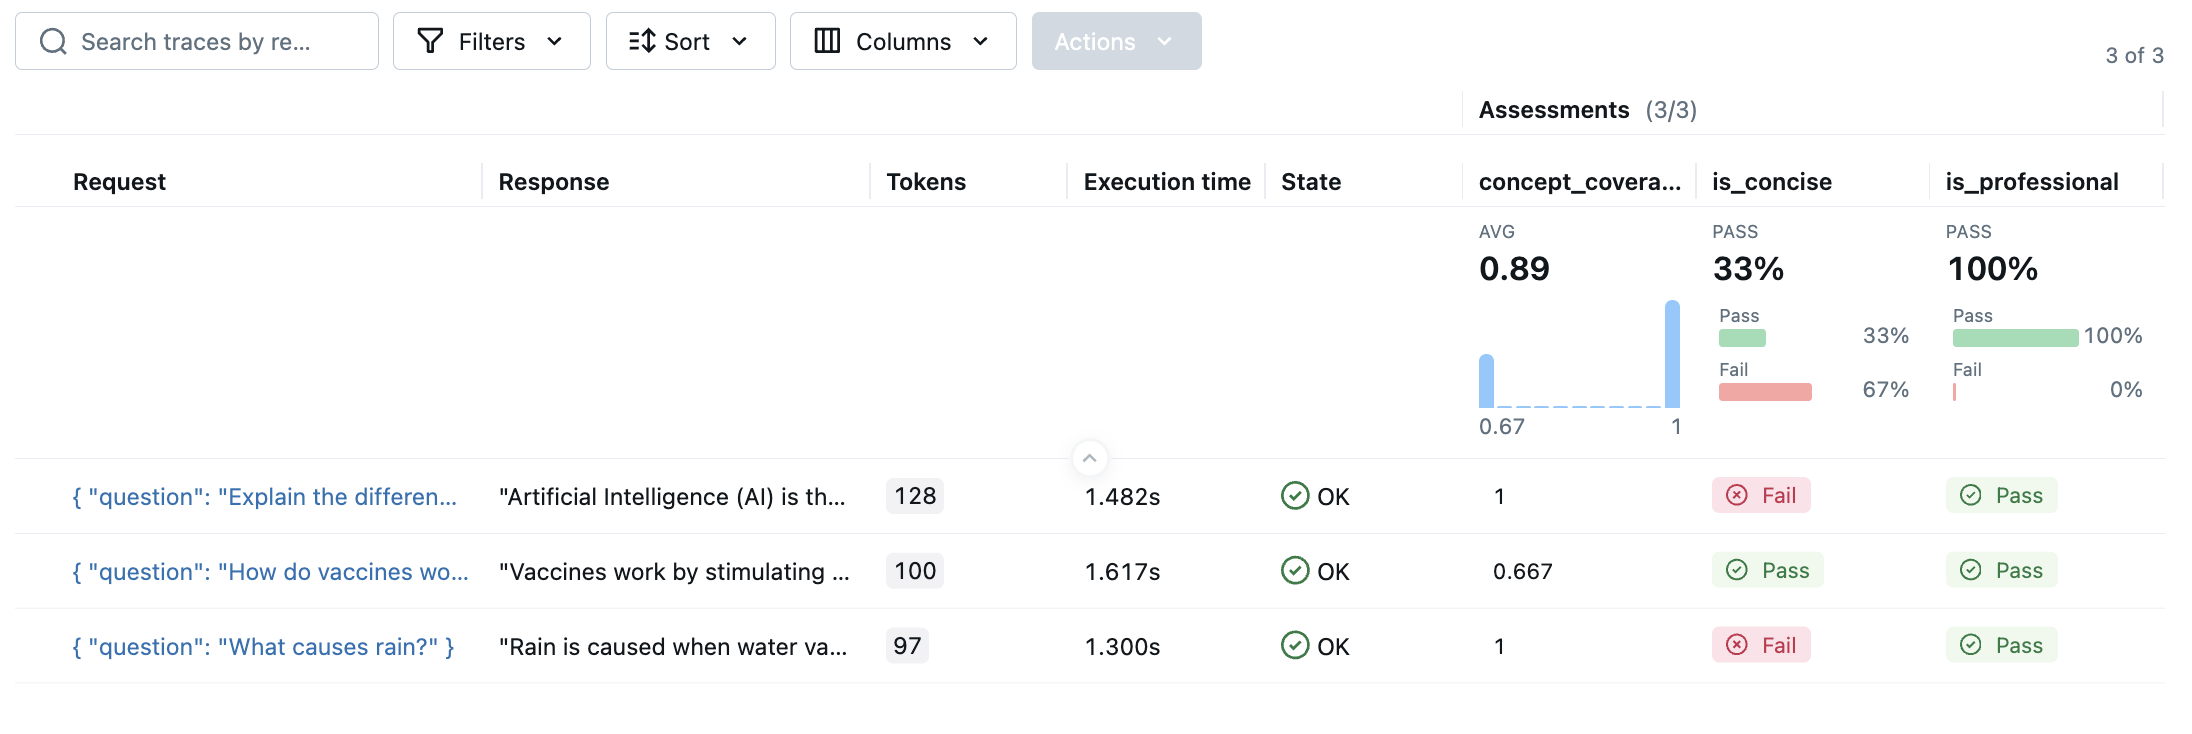 Search traces by re...
Filters
Sort
Columns
Actions
3 of 3
Assessments (3/3)
Request Response Tokens Execution time State concept_covera... is_concise is_professional
AVG PASS PASS
0.89 33% 100%
Pass 33% Pass 100%
Fail 67% Fail 0%
0.67 1
{ "question": "Explain the differen... "Artificial Intelligence (AI) is th... 128 1.482s OK 1 Fail Pass
{ "question": "How do vaccines wo... "Vaccines work by stimulating ... 100 1.617s OK 0.667 Pass Pass
{ "question": "What causes rain?" } "Rain is caused when water va... 97 1.300s OK 1 Fail Pass